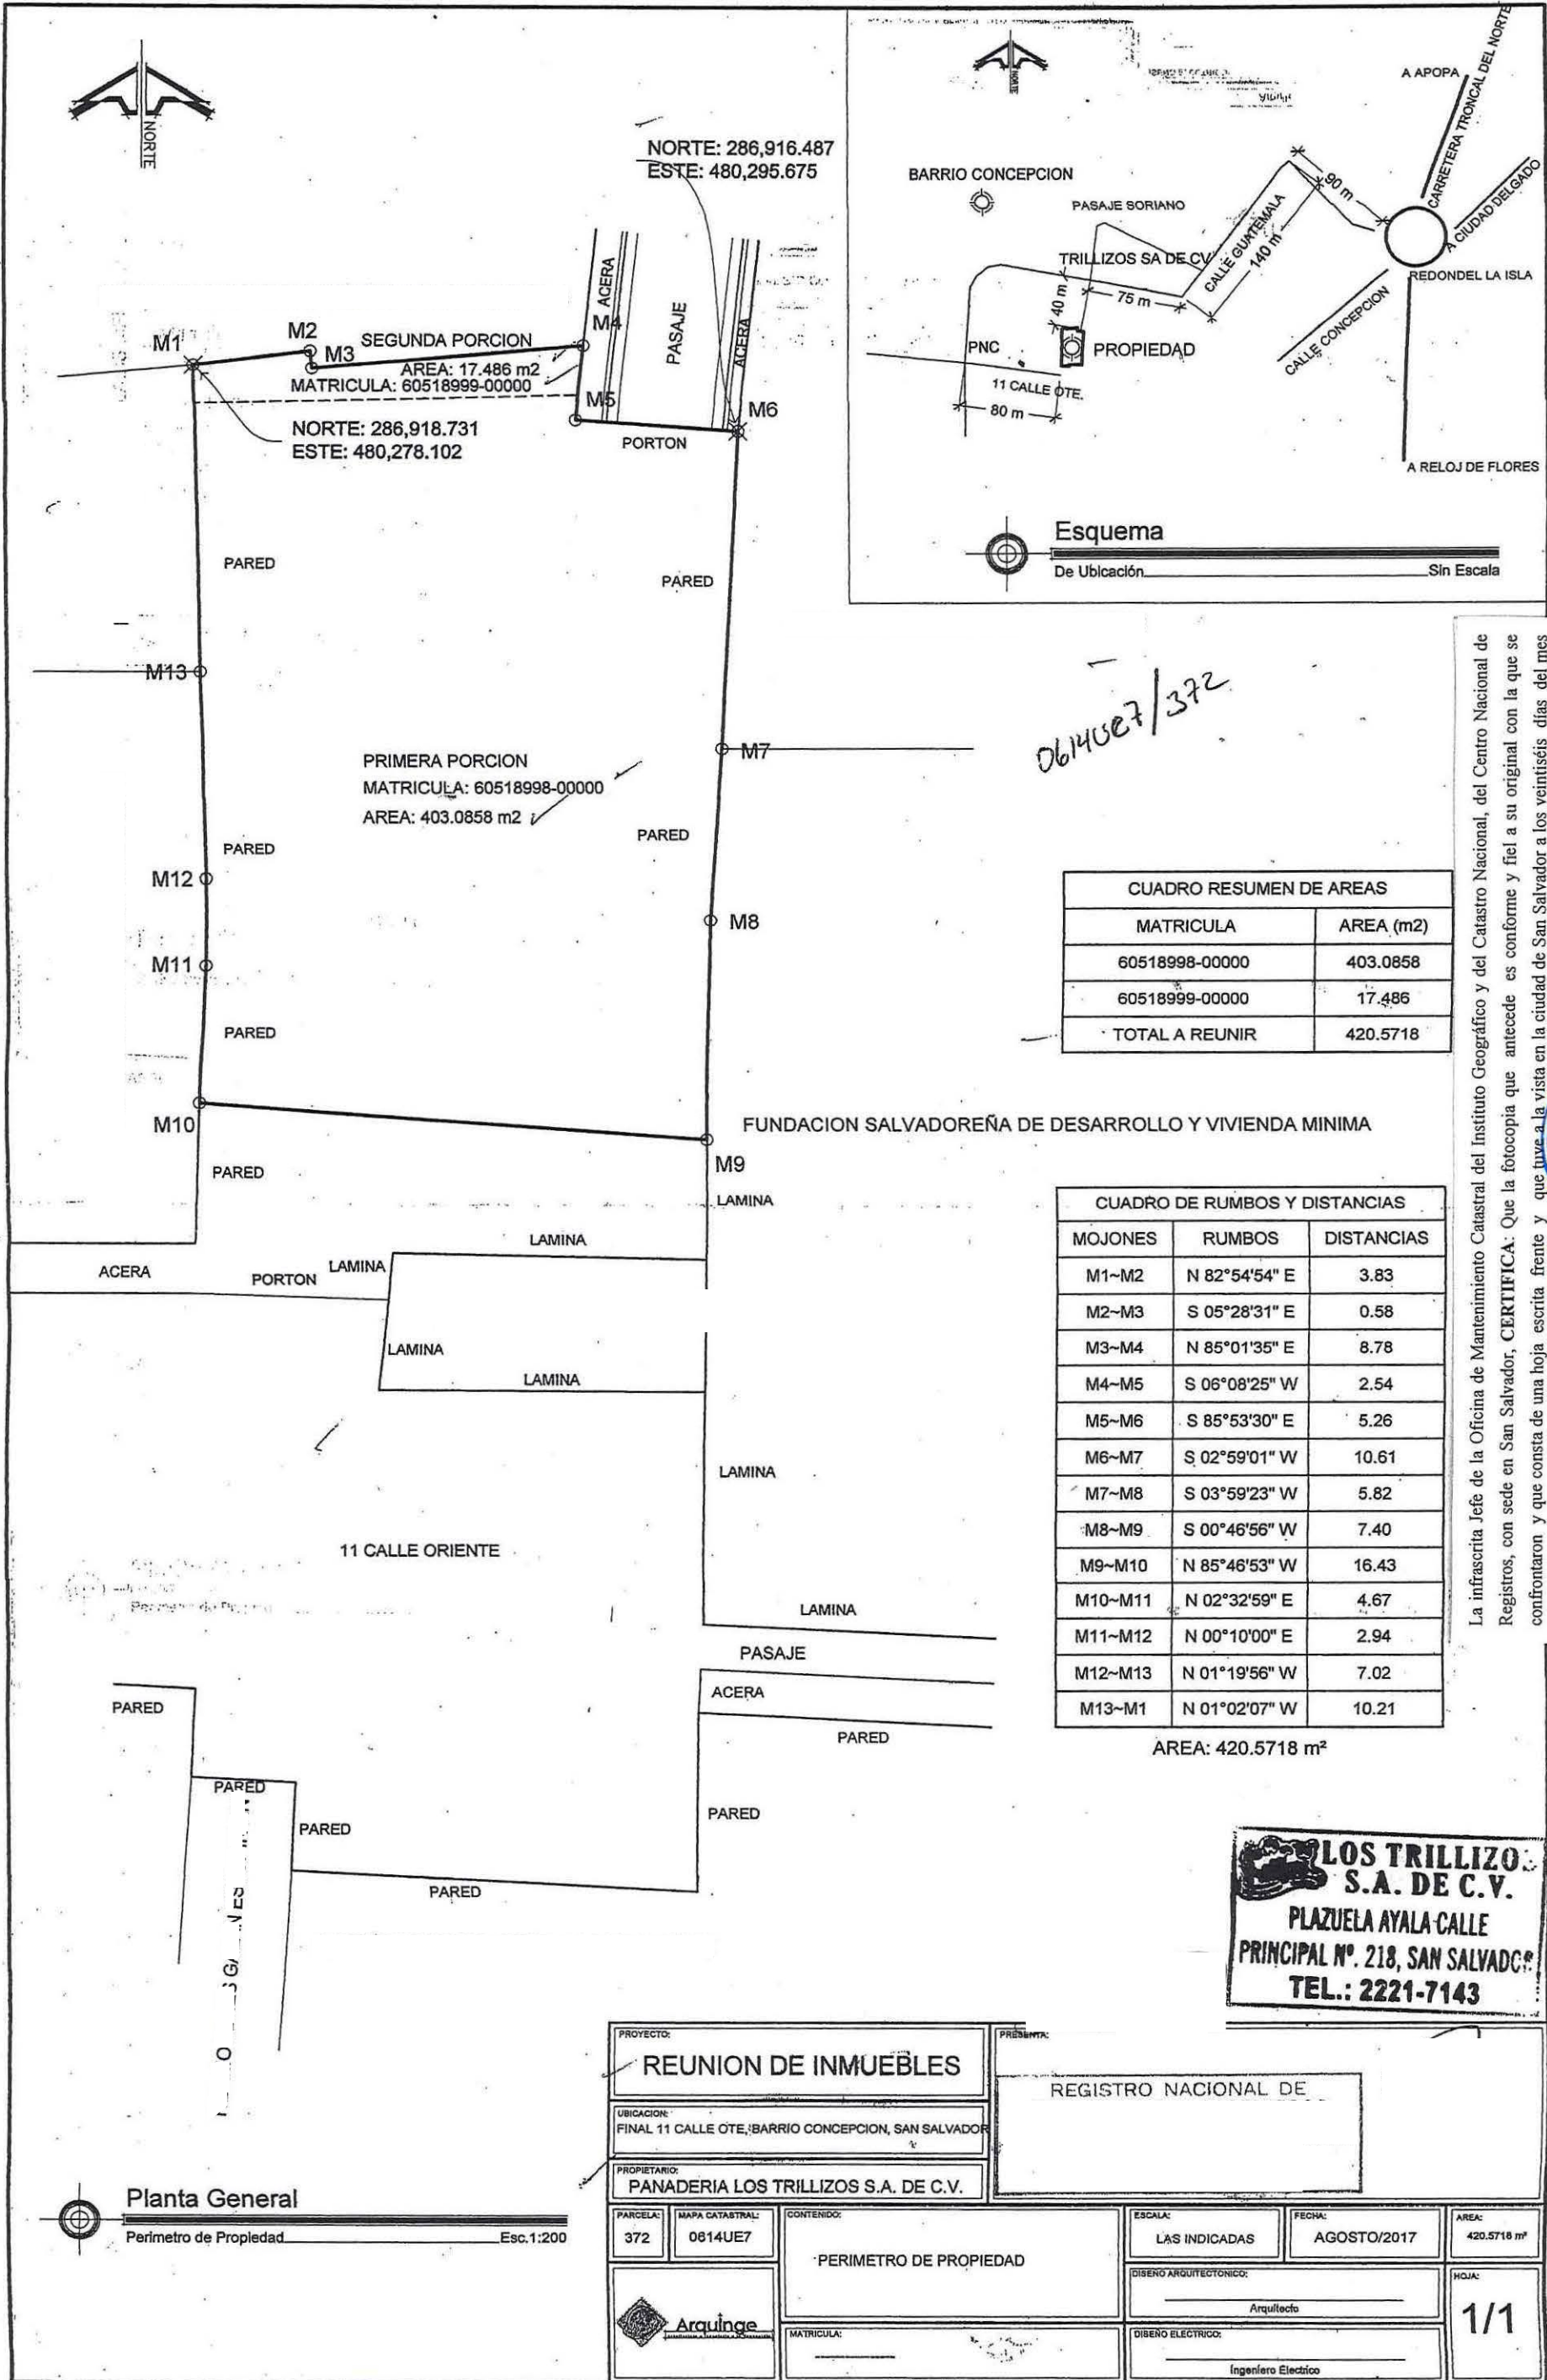 NORTE
NORTE: 286,916.487
ESTE: 480,295.675
M1
M2
M3
SEGUNDA PORCION
AREA: 17.486 m2
MATRICULA: 60518999-00000
M4
ACERA
PASAJE
ACERA
M5
M6
PORTON
NORTE: 286,918.731
ESTE: 480,278.102
PARED
PARED
M13
M7
PRIMERA PORCION
MATRICULA: 60518998-00000
AREA: 403.0858 m2
PARED
PARED
M12
M8
M11
PARED
M10
M9
FUNDACION SALVADOREÑA DE DESARROLLO Y VIVIENDA MINIMA
PARED
LAMINA
LAMINA
ACERA
PORTON
LAMINA
LAMINA
LAMINA
LAMINA
11 CALLE ORIENTE
LAMINA
PASAJE
ACERA
PARED
PARED
PARED
PARED
PARED
PARED
NORTE
A APOPA
CARRETERA TRONCAL DEL NORTE
A CIUDAD DELGADO
BARRIO CONCEPCION
PASAJE SORIANO
90 m
CALLE GUATEMALA
140 m
TRILLIZOS SA DE CV
REDONDEL LA ISLA
40 m
75 m
CALLE CONCEPCION
PNC
PROPIEDAD
11 CALLE OTE.
80 m
A RELOJ DE FLORES
Esquema
De Ubicación
Sin Escala
0614UE7/372
CUADRO RESUMEN DE AREAS
MATRICULA AREA (m2)
60518998-00000 403.0858
60518999-00000 17.486
TOTAL A REUNIR 420.5718
CUADRO DE RUMBOS Y DISTANCIAS
MOJONES RUMBOS DISTANCIAS
M1~M2 N 82°54'54" E 3.83
M2~M3 S 05°28'31" E 0.58
M3~M4 N 85°01'35" E 8.78
M4~M5 S 06°08'25" W 2.54
M5~M6 S 85°53'30" E 5.26
M6~M7 S 02°59'01" W 10.61
M7~M8 S 03°59'23" W 5.82
M8~M9 S 00°46'56" W 7.40
M9~M10 N 85°46'53" W 16.43
M10~M11 N 02°32'59" E 4.67
M11~M12 N 00°10'00" E 2.94
M12~M13 N 01°19'56" W 7.02
M13~M1 N 01°02'07" W 10.21
AREA: 420.5718 m²
La infrascrita Jefe de la Oficina de Mantenimiento Catastral del Instituto Geográfico y del Catastro Nacional, del Centro Nacional de
Registros, con sede en San Salvador, CERTIFICA: Que la fotocopia que antecede es conforme y fiel a su original con la que se
confrontaron y que consta de una hoja escrita frente y que tuve a la vista en la ciudad de San Salvador a los veintiséis días del mes
LOS TRILLIZO
S.A. DE C.V.
PLAZUELA AYALA CALLE
PRINCIPAL Nº. 218, SAN SALVADOR
TEL.: 2221-7143
Planta General
Perimetro de Propiedad
Esc.1:200
PROYECTO:
REUNION DE INMUEBLES
UBICACION:
FINAL 11 CALLE OTE, BARRIO CONCEPCION, SAN SALVADOR
PROPIETARIO:
PANADERIA LOS TRILLIZOS S.A. DE C.V.
PRESENTA:
REGISTRO NACIONAL DE
PARCELA:
372
MAPA CATASTRAL:
0614UE7
CONTENIDO:
PERIMETRO DE PROPIEDAD
ESCALA:
LAS INDICADAS
FECHA:
AGOSTO/2017
AREA:
420.5718 m²
Arquinge
MATRICULA:
DISEÑO ARQUITECTONICO:
Arquitecto
DISEÑO ELECTRICO:
Ingeniero Electrico
HOJA:
1/1